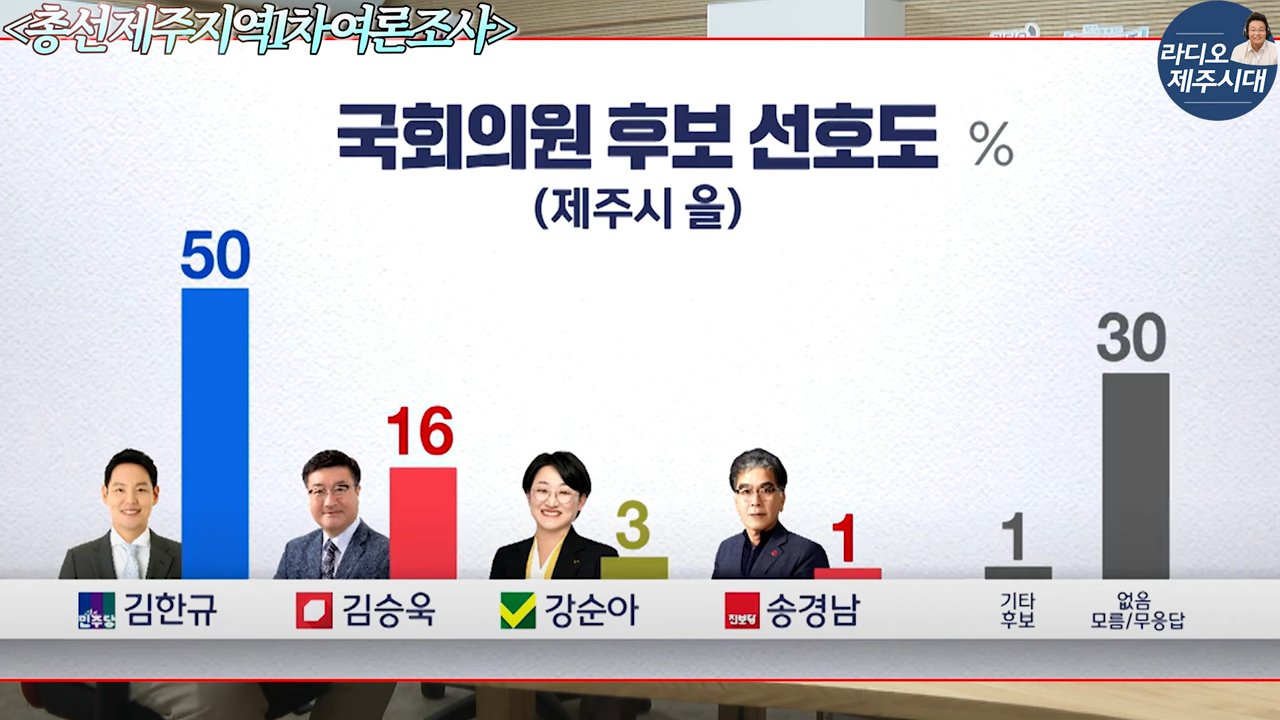 <총선제주지역1차여론조사>
라디오
제주시대
국회의원 후보 선호도 %
(제주시 을)
50
16
3
1
1
30
민주당 김한규
김승욱
강순아
진보당 송경남
기타
후보
없음
모름/무응답